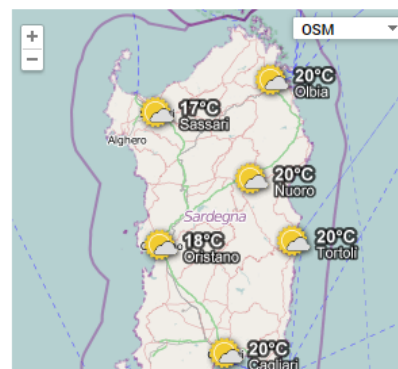 +
OSM
−
20°C
Olbia
17°C
Sassari
Alghero
20°C
Nuoro
Sardegna
18°C
Oristano
20°C
Tortolì
20°C
Cagliari